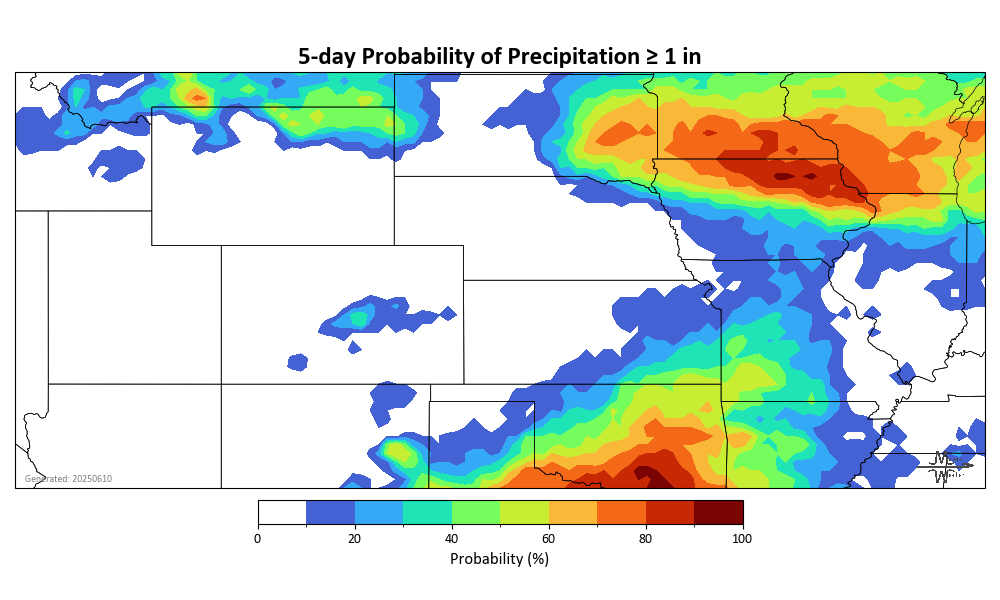 5-day Probability of Precipitation ≥ 1 in
Generated: 20250610
0 20 40 60 80 100
Probability (%)